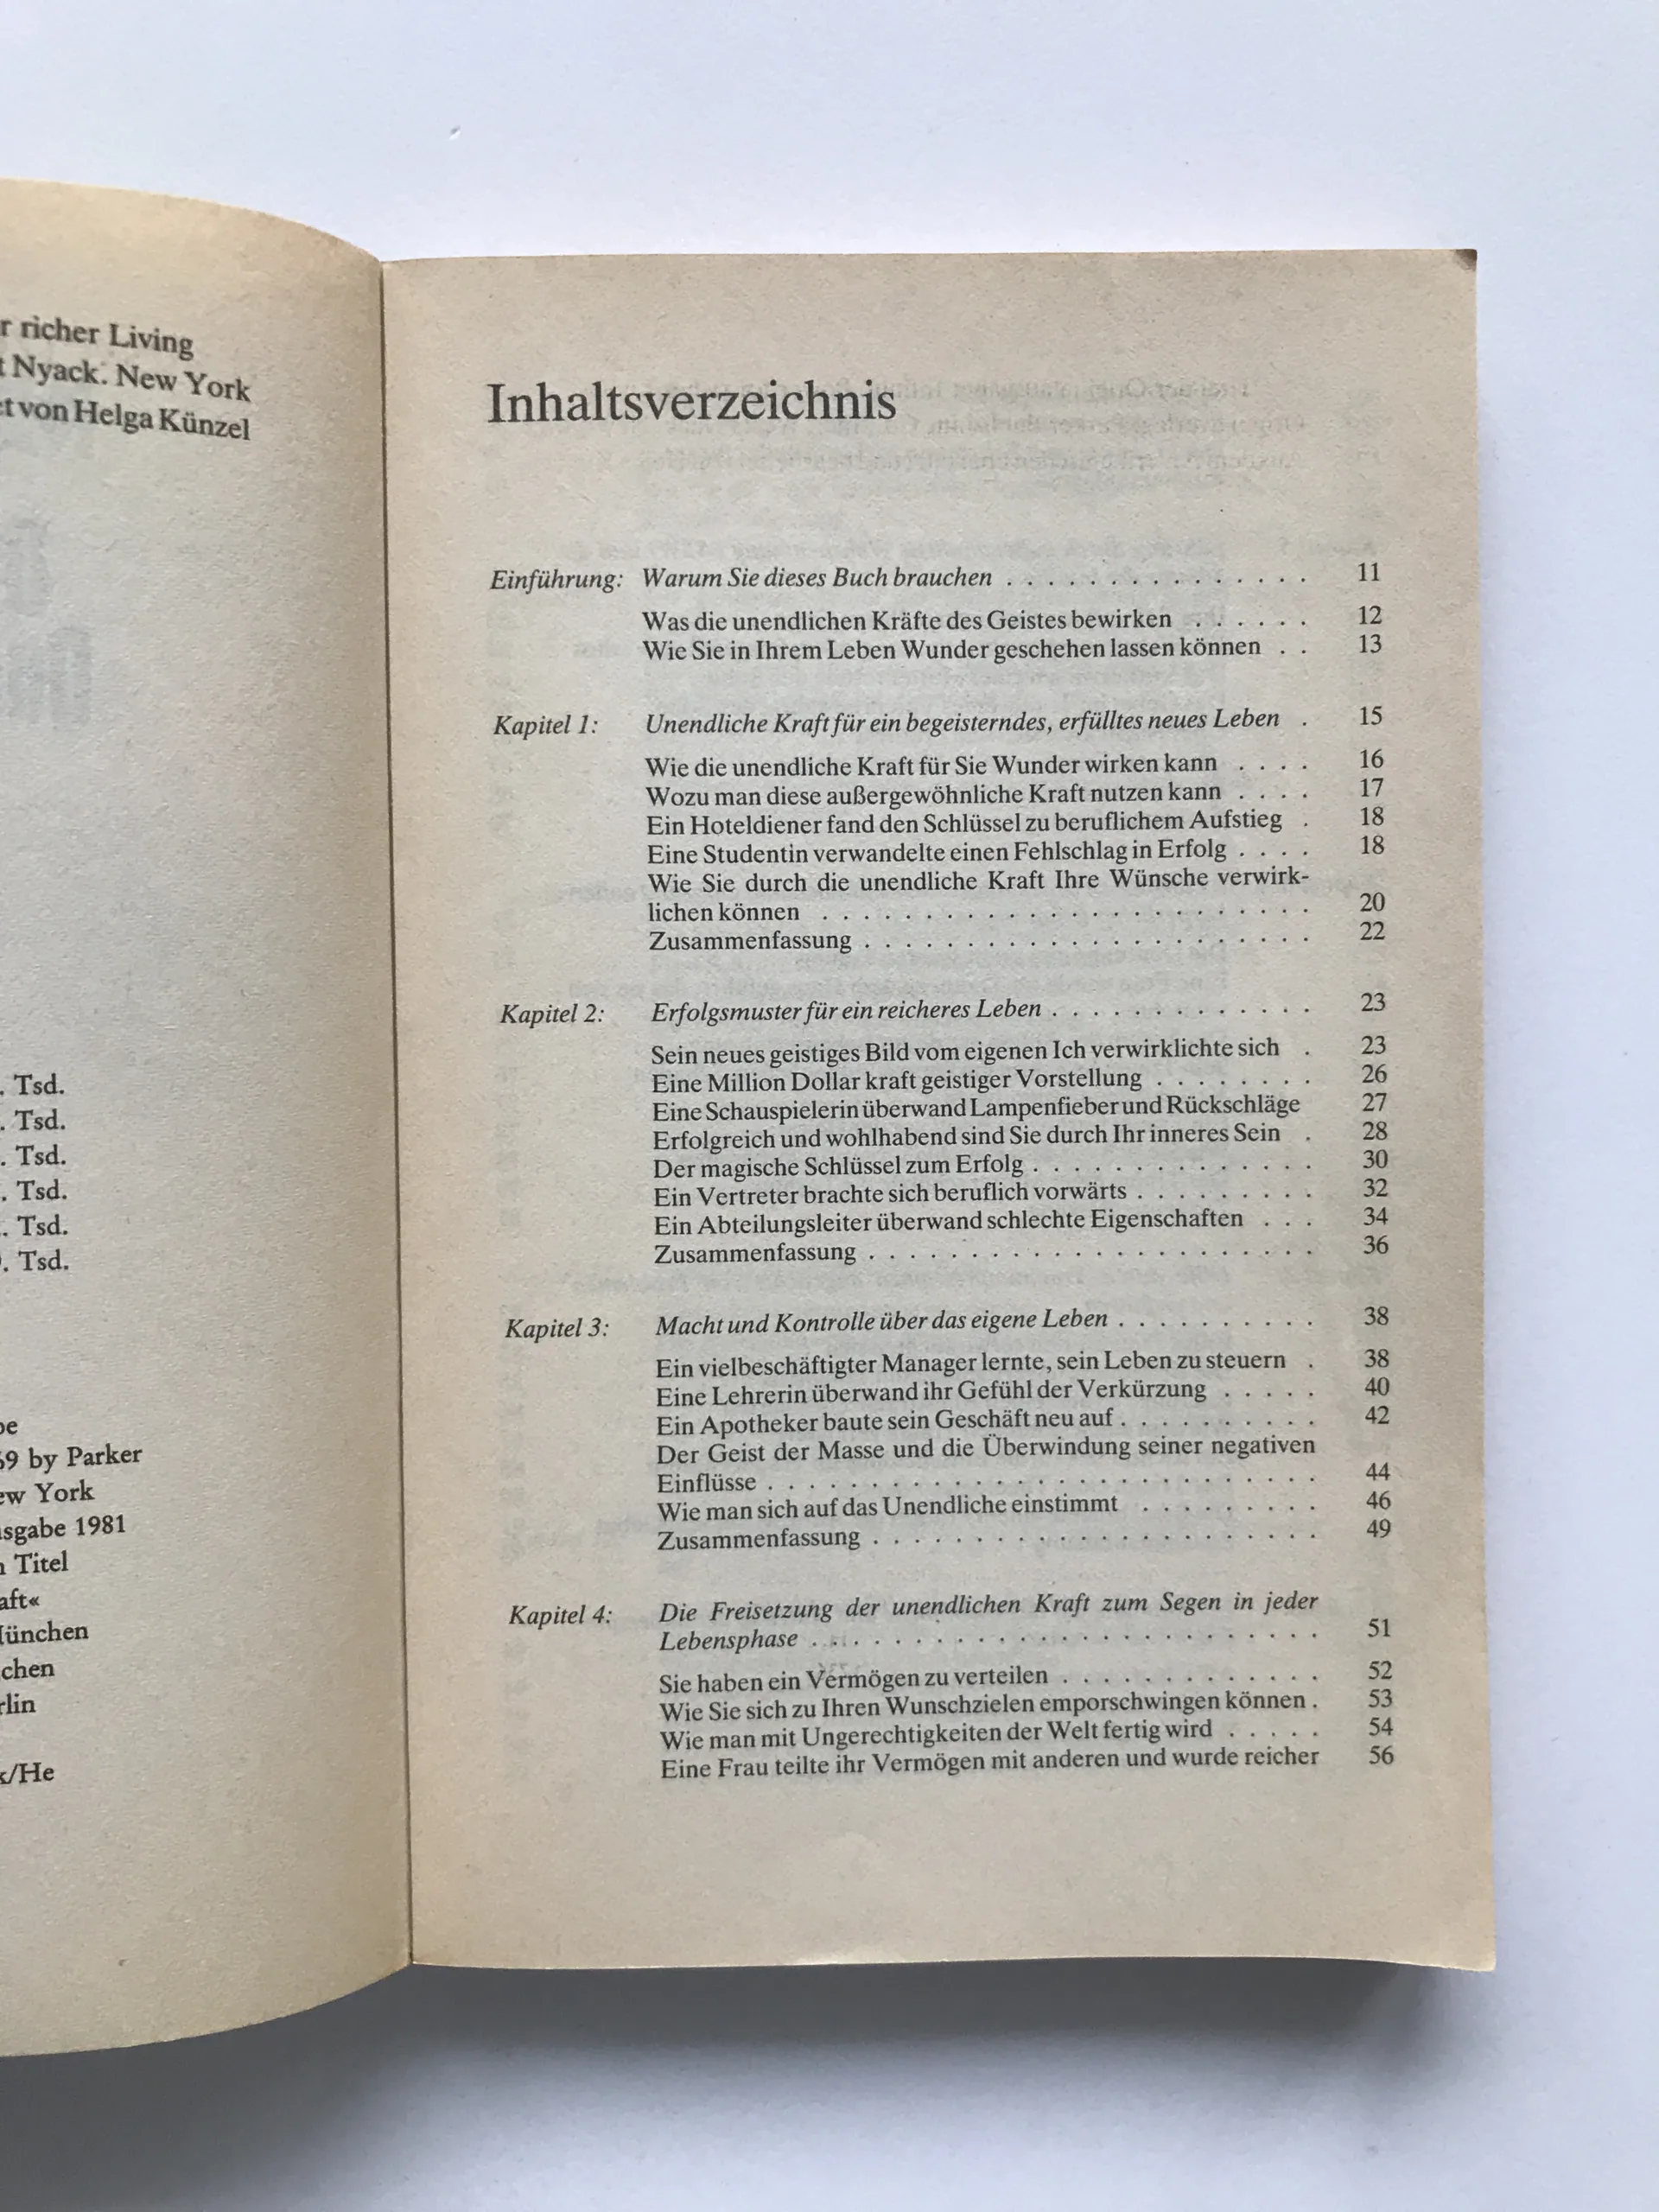 r richer Living
t Nyack. New York
t von Helga Künzel
. Tsd.
. Tsd.
. Tsd.
. Tsd.
. Tsd.
. Tsd.
be
69 by Parker
ew York
sgabe 1981
n Titel
aft«
München
chen
rlin
k/He
Inhaltsverzeichnis
Einführung: Warum Sie dieses Buch brauchen . . . . . . . . . . . . . . . 11
Was die unendlichen Kräfte des Geistes bewirken . . . . . . 12
Wie Sie in Ihrem Leben Wunder geschehen lassen können . . 13
Kapitel 1: Unendliche Kraft für ein begeisterndes, erfülltes neues Leben . 15
Wie die unendliche Kraft für Sie Wunder wirken kann . . . . 16
Wozu man diese außergewöhnliche Kraft nutzen kann . . . . 17
Ein Hoteldiener fand den Schlüssel zu beruflichem Aufstieg . 18
Eine Studentin verwandelte einen Fehlschlag in Erfolg . . . . 18
Wie Sie durch die unendliche Kraft Ihre Wünsche verwirk-
lichen können . . . . . . . . . . . . . . . . . . . . . . . . . . 20
Zusammenfassung . . . . . . . . . . . . . . . . . . . . . . . . 22
Kapitel 2: Erfolgsmuster für ein reicheres Leben . . . . . . . . . . . . . 23
Sein neues geistiges Bild vom eigenen Ich verwirklichte sich . 23
Eine Million Dollar kraft geistiger Vorstellung . . . . . . . . 26
Eine Schauspielerin überwand Lampenfieber und Rückschläge 27
Erfolgreich und wohlhabend sind Sie durch Ihr inneres Sein . 28
Der magische Schlüssel zum Erfolg . . . . . . . . . . . . . . 30
Ein Vertreter brachte sich beruflich vorwärts . . . . . . . . . 32
Ein Abteilungsleiter überwand schlechte Eigenschaften . . . 34
Zusammenfassung . . . . . . . . . . . . . . . . . . . . . . . . 36
Kapitel 3: Macht und Kontrolle über das eigene Leben . . . . . . . . . . 38
Ein vielbeschäftigter Manager lernte, sein Leben zu steuern . 38
Eine Lehrerin überwand ihr Gefühl der Verkürzung . . . . . 40
Ein Apotheker baute sein Geschäft neu auf . . . . . . . . . . 42
Der Geist der Masse und die Überwindung seiner negativen
Einflüsse . . . . . . . . . . . . . . . . . . . . . . . . . . . . . 44
Wie man sich auf das Unendliche einstimmt . . . . . . . . . 46
Zusammenfassung . . . . . . . . . . . . . . . . . . . . . . . . 49
Kapitel 4: Die Freisetzung der unendlichen Kraft zum Segen in jeder
Lebensphase . . . . . . . . . . . . . . . . . . . . . . . . . . . 51
Sie haben ein Vermögen zu verteilen . . . . . . . . . . . . . 52
Wie Sie sich zu Ihren Wunschzielen emporschwingen können . 53
Wie man mit Ungerechtigkeiten der Welt fertig wird . . . . . 54
Eine Frau teilte ihr Vermögen mit anderen und wurde reicher 56